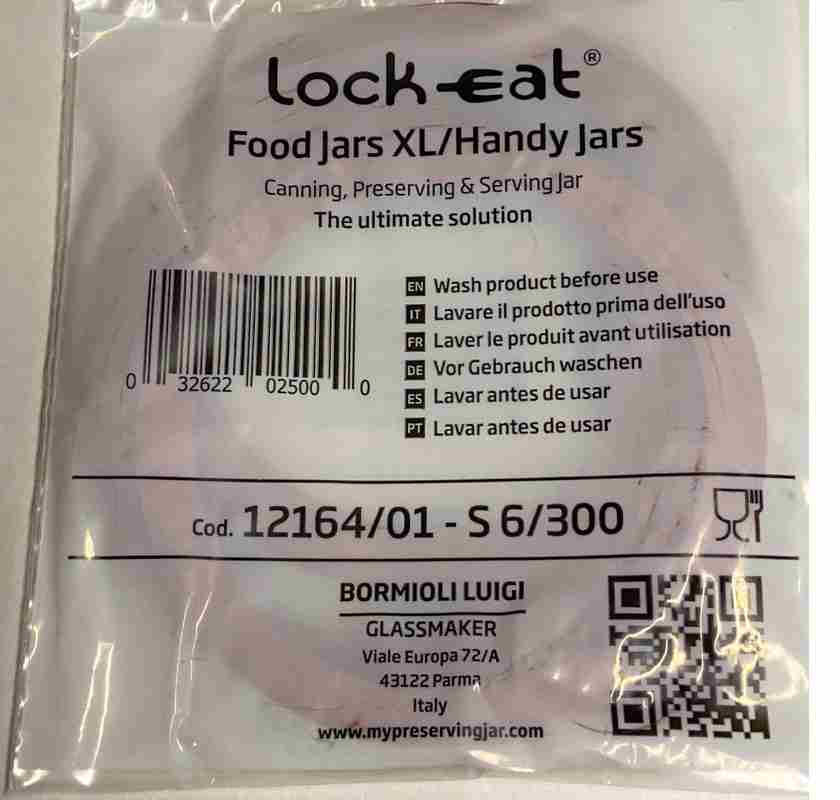 Lock-eat®
Food Jars XL/Handy Jars
Canning, Preserving & Serving Jar
The ultimate solution
EN Wash product before use
IT Lavare il prodotto prima dell'uso
FR Laver le produit avant utilisation
DE Vor Gebrauch waschen
ES Lavar antes de usar
PT Lavar antes de usar
0 32622 02500 0
Cod. 12164/01 - S 6/300
BORMIOLI LUIGI
GLASSMAKER
Viale Europa 72/A
43122 Parma
Italy
www.mypreservingjar.com